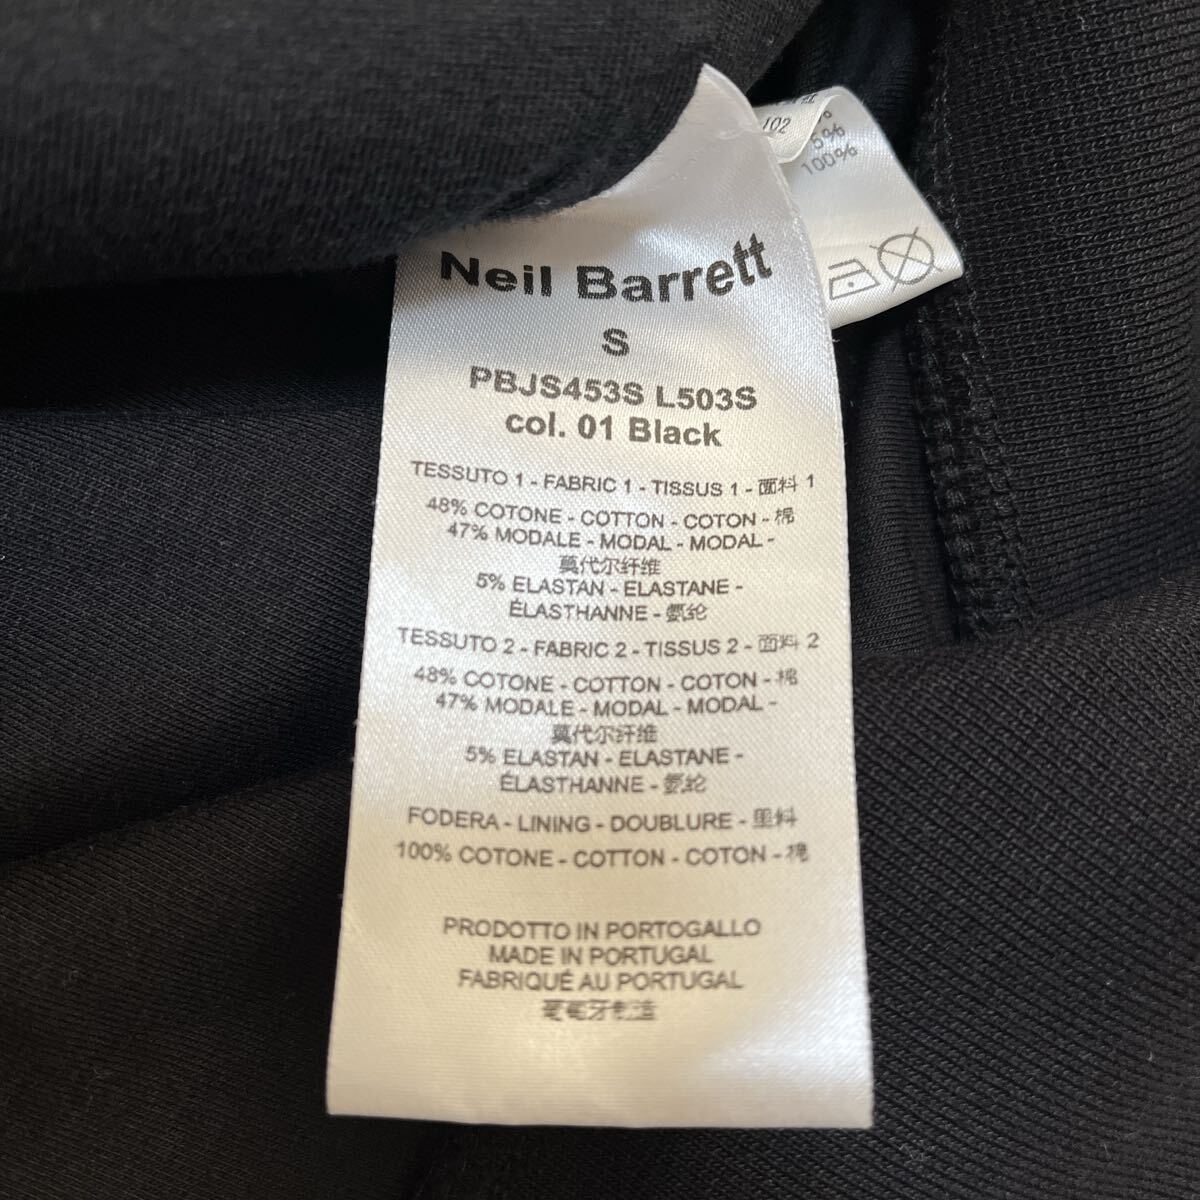 Neil Barrett
S
PBJS453S L503S
col. 01 Black
TESSUTO 1 - FABRIC 1 - TISSUS 1 - 面料 1
48% COTONE - COTTON - COTON - 棉
47% MODALE - MODAL - MODAL -
莫代尔纤维
5% ELASTAN - ELASTANE -
ÉLASTHANNE - 氨纶
TESSUTO 2 - FABRIC 2 - TISSUS 2 - 面料 2
48% COTONE - COTTON - COTON - 棉
47% MODALE - MODAL - MODAL -
莫代尔纤维
5% ELASTAN - ELASTANE -
ÉLASTHANNE - 氨纶
FODERA - LINING - DOUBLURE - 里料
100% COTONE - COTTON - COTON - 棉
PRODOTTO IN PORTOGALLO
MADE IN PORTUGAL
FABRIQUÉ AU PORTUGAL
葡萄牙制造
102
%
5%
100%